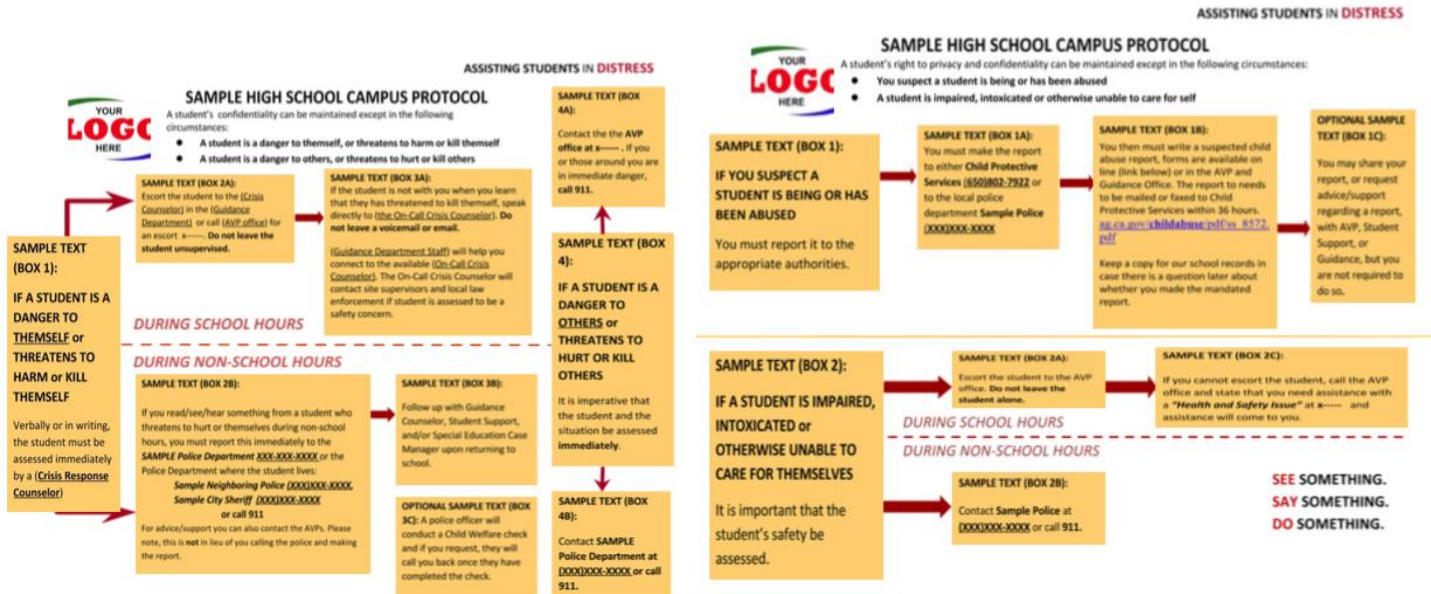 ASSISTING STUDENTS IN DISTRESS
YOUR
LOGO
HERE
SAMPLE HIGH SCHOOL CAMPUS PROTOCOL
A student's confidentiality can be maintained except in the following
circumstances:
● A student is a danger to themself, or threatens to harm or kill themself
● A student is a danger to others, or threatens to hurt or kill others
SAMPLE TEXT
(BOX 1):
IF A STUDENT IS A
DANGER TO
THEMSELF or
THREATENS TO
HARM or KILL
THEMSELF
Verbally or in writing,
the student must be
assessed immediately
by a (Crisis Response
Counselor)
SAMPLE TEXT (BOX 2A):
Escort the student to the (Crisis
Counselor) in the (Guidance
Department) or call (AVP office) for
an escort x------. Do not leave the
student unsupervised.
SAMPLE TEXT (BOX 3A):
If the student is not with you when you learn
that they has threatened to kill themself, speak
directly to (the On-Call Crisis Counselor). Do
not leave a voicemail or email.
(Guidance Department Staff) will help you
connect to the available (On-Call Crisis
Counselor). The On-Call Crisis Counselor will
contact site supervisors and local law
enforcement if student is assessed to be a
safety concern.
DURING SCHOOL HOURS
DURING NON-SCHOOL HOURS
SAMPLE TEXT (BOX 2B):
If you read/see/hear something from a student who
threatens to hurt or themselves during non-school
hours, you must report this immediately to the
SAMPLE Police Department XXX-XXX-XXXX or the
Police Department where the student lives:
Sample Neighboring Police (XXX)XXX-XXXX,
Sample City Sheriff (XXX)XXX-XXXX
or call 911
For advice/support you can also contact the AVPs. Please
note, this is not in lieu of you calling the police and making
the report.
SAMPLE TEXT (BOX 3B):
Follow up with Guidance
Counselor, Student Support,
and/or Special Education Case
Manager upon returning to
school.
OPTIONAL SAMPLE TEXT (BOX
3C): A police officer will
conduct a Child Welfare check
and if you request, they will
call you back once they have
completed the check.
SAMPLE TEXT (BOX
4A):
Contact the the AVP
office at x------ . If you
or those around you are
in immediate danger,
call 911.
SAMPLE TEXT (BOX
4):
IF A STUDENT IS A
DANGER TO
OTHERS or
THREATENS TO
HURT OR KILL
OTHERS
It is imperative that
the student and the
situation be assessed
immediately.
SAMPLE TEXT (BOX
4B):
Contact SAMPLE
Police Department at
(XXX)XXX-XXXX or call
911.
ASSISTING STUDENTS IN DISTRESS
YOUR
LOGO
HERE
SAMPLE HIGH SCHOOL CAMPUS PROTOCOL
A student's right to privacy and confidentiality can be maintained except in the following circumstances:
● You suspect a student is being or has been abused
● A student is impaired, intoxicated or otherwise unable to care for self
SAMPLE TEXT (BOX 1):
IF YOU SUSPECT A
STUDENT IS BEING OR HAS
BEEN ABUSED
You must report it to the
appropriate authorities.
SAMPLE TEXT (BOX 1A):
You must make the report
to either Child Protective
Services (650)802-7922 or
to the local police
department Sample Police
(XXX)XXX-XXXX
SAMPLE TEXT (BOX 1B):
You then must write a suspected child
abuse report, forms are available on
line (link below) or in the AVP and
Guidance Office. The report to needs
to be mailed or faxed to Child
Protective Services within 36 hours.
ag.ca.gov/childabuse/pdf/ss_8572.
pdf
Keep a copy for our school records in
case there is a question later about
whether you made the mandated
report.
OPTIONAL SAMPLE
TEXT (BOX 1C):
You may share your
report, or request
advice/support
regarding a report,
with AVP, Student
Support, or
Guidance, but you
are not required to
do so.
SAMPLE TEXT (BOX 2):
IF A STUDENT IS IMPAIRED,
INTOXICATED or
OTHERWISE UNABLE TO
CARE FOR THEMSELVES
It is important that the
student's safety be
assessed.
SAMPLE TEXT (BOX 2A):
Escort the student to the AVP
office. Do not leave the
student alone.
SAMPLE TEXT (BOX 2C):
If you cannot escort the student, call the AVP
office and state that you need assistance with
a "Health and Safety Issue" at x----- and
assistance will come to you.
DURING SCHOOL HOURS
DURING NON-SCHOOL HOURS
SAMPLE TEXT (BOX 2B):
Contact Sample Police at
(XXX)XXX-XXXX or call 911.
SEE SOMETHING.
SAY SOMETHING.
DO SOMETHING.